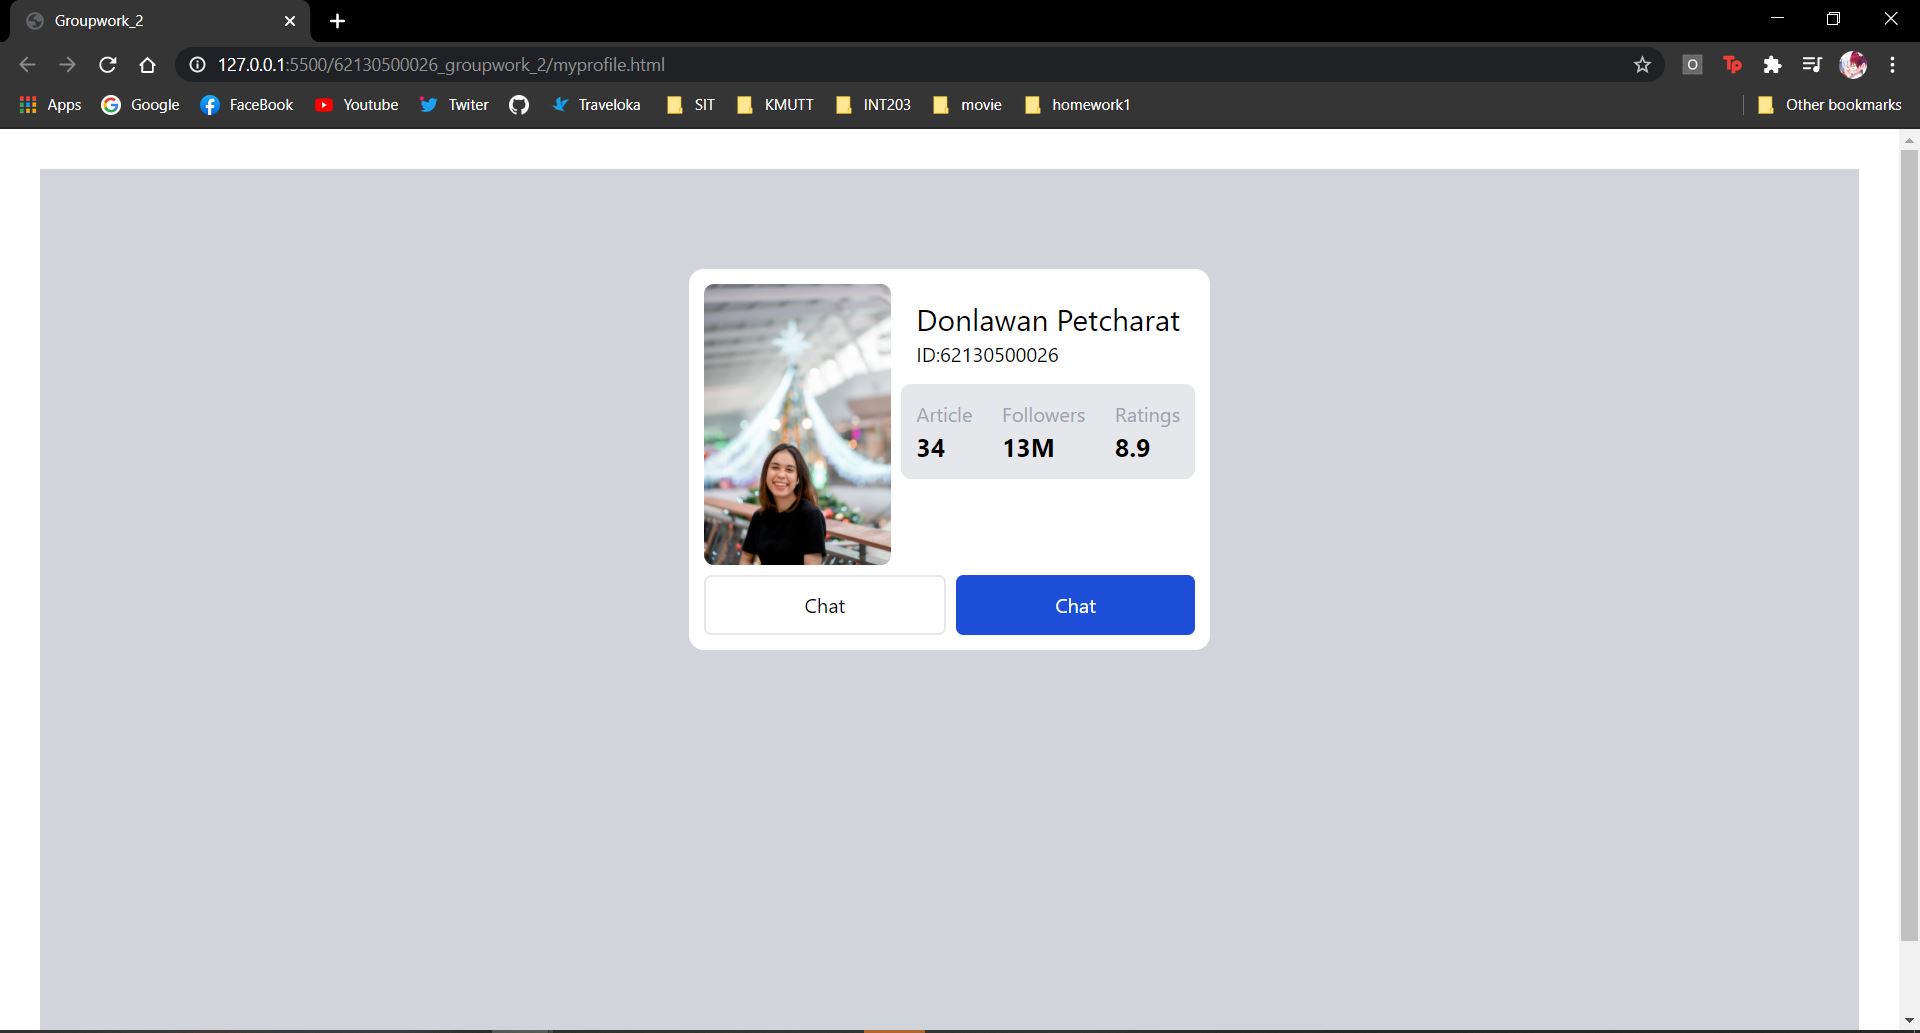 Groupwork_2
127.0.0.1:5500/62130500026_groupwork_2/myprofile.html
O
Tp
Apps Google FaceBook Youtube Twiter Traveloka SIT KMUTT INT203 movie homework1 Other bookmarks
Donlawan Petcharat
ID:62130500026
Article Followers Ratings
34 13M 8.9
Chat Chat